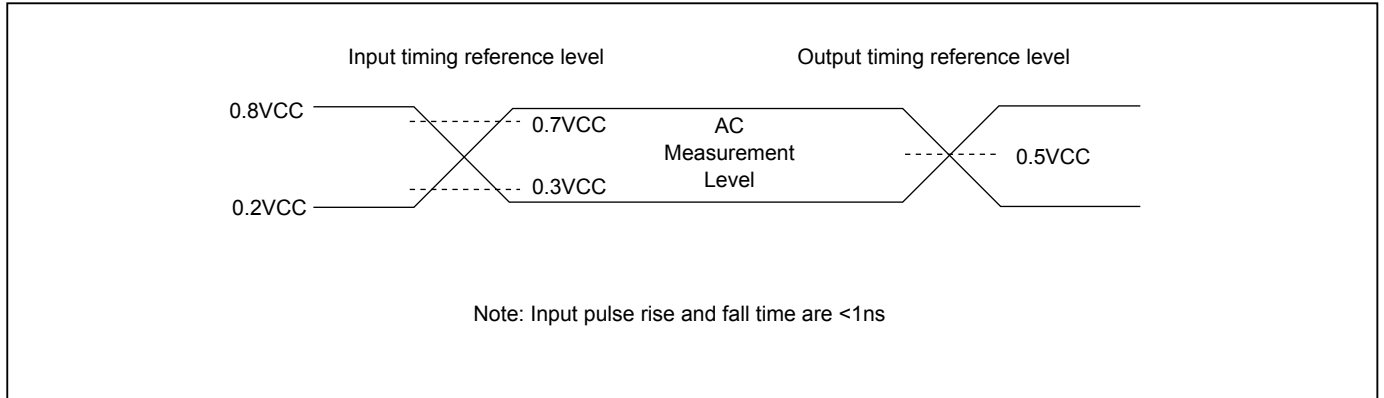 Input timing reference level
Output timing reference level
0.8VCC
0.7VCC
AC
Measurement
Level
0.5VCC
0.3VCC
0.2VCC
Note: Input pulse rise and fall time are <1ns